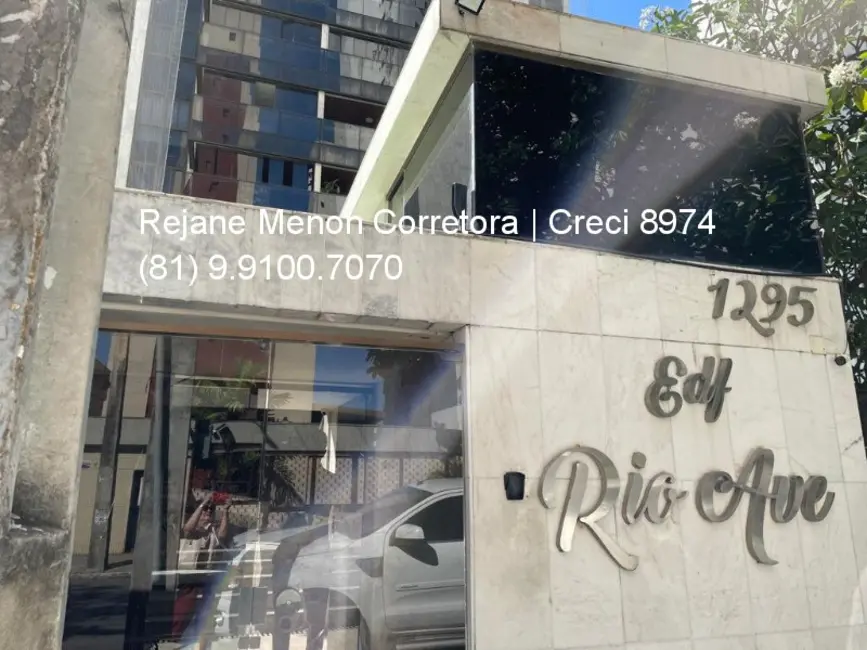 Rejane Menon Corretora | Creci 8974
(81) 9.9100.7070
1295
Edf
Rio Ave